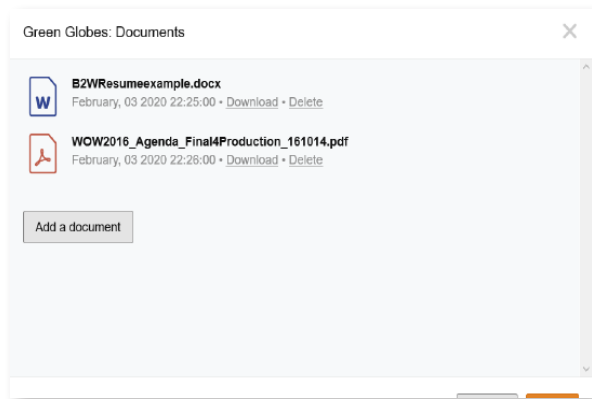 Green Globes: Documents
B2WResumeexample.docx
February, 03 2020 22:25:00 • Download • Delete
WOW2016_Agenda_Final4Production_161014.pdf
February, 03 2020 22:26:00 • Download • Delete
Add a document